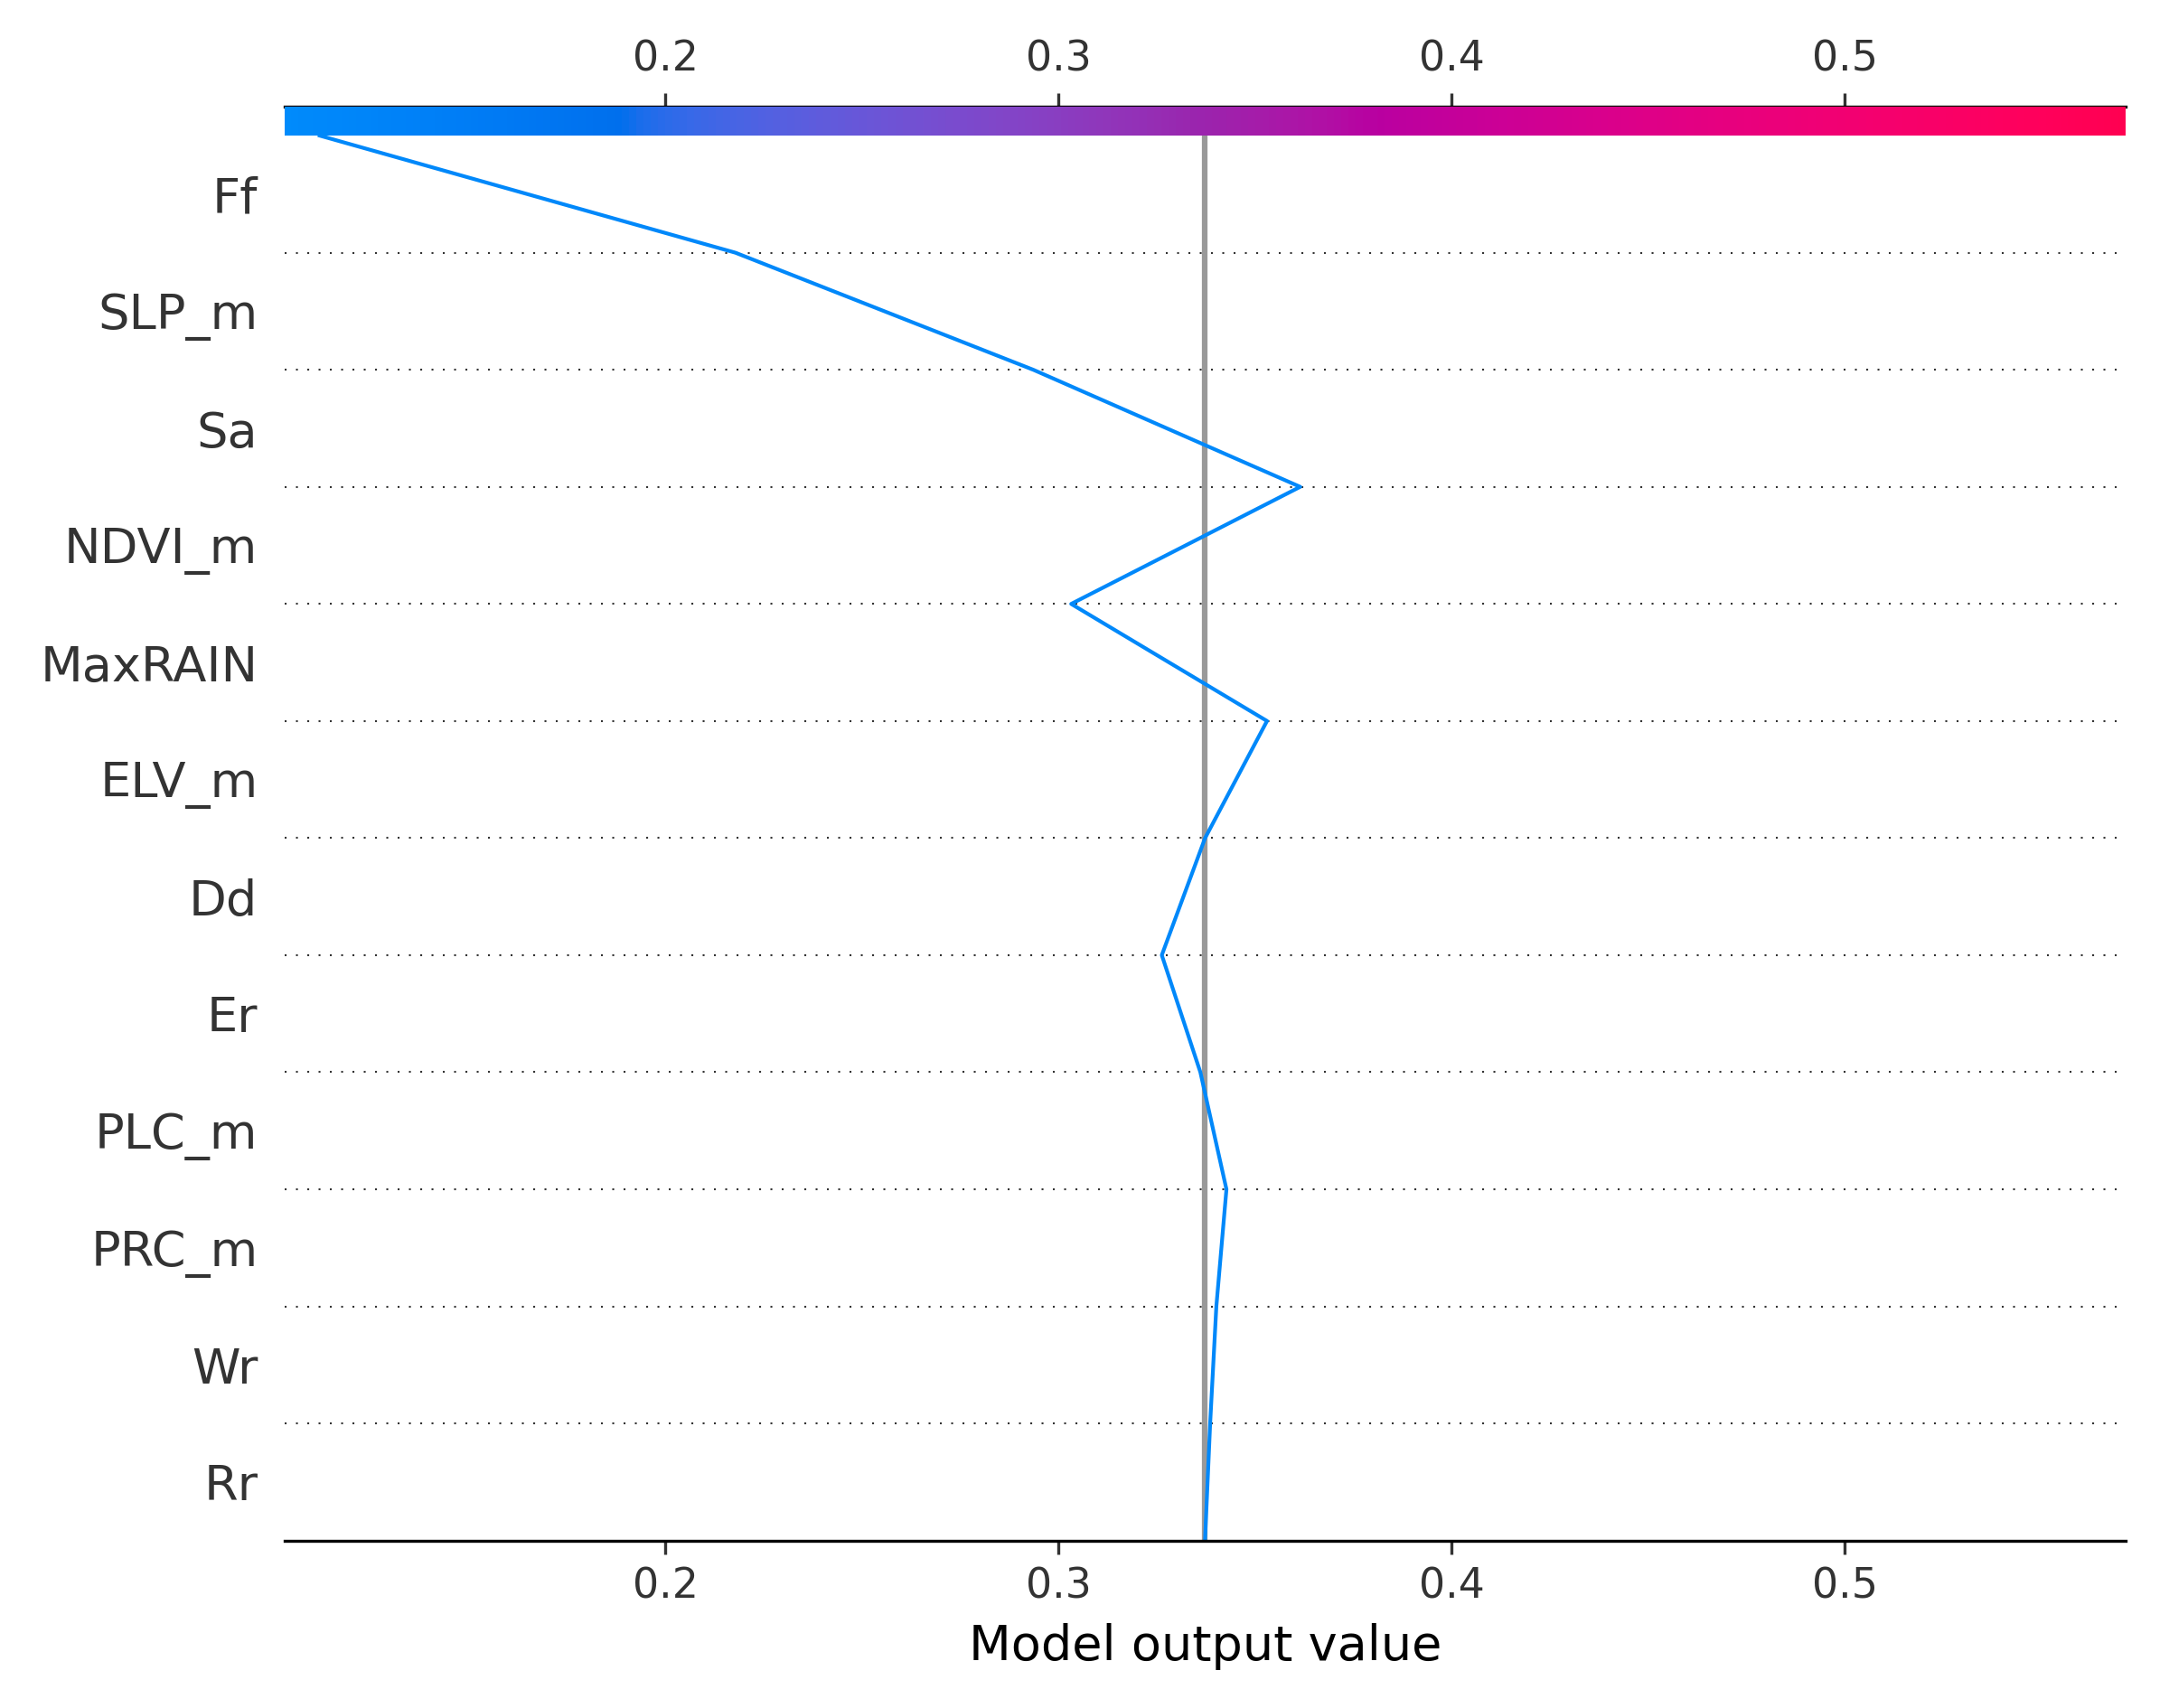 0.2 0.3 0.4 0.5
Ff
SLP_m
Sa
NDVI_m
MaxRAIN
ELV_m
Dd
Er
PLC_m
PRC_m
Wr
Rr
0.2 0.3 0.4 0.5
Model output value